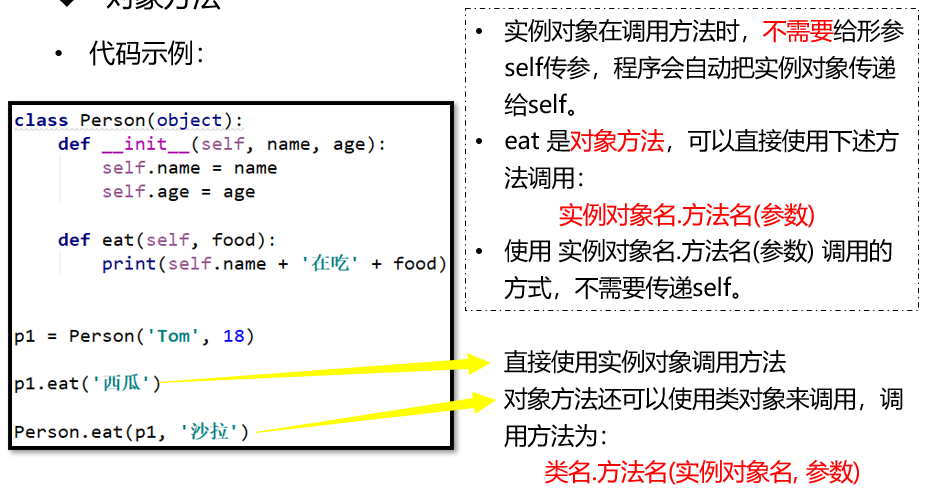 对象方法
• 代码示例：
class Person(object):
    def __init__(self, name, age):
        self.name = name
        self.age = age
    def eat(self, food):
        print(self.name + '在吃' + food)
p1 = Person('Tom', 18)
p1.eat('西瓜')
Person.eat(p1, '沙拉')
• 实例对象在调用方法时，不需要给形参
self传参，程序会自动把实例对象传递
给self。
• eat 是对象方法，可以直接使用下述方
法调用：
实例对象名.方法名(参数)
• 使用 实例对象名.方法名(参数) 调用的
方式，不需要传递self。
直接使用实例对象调用方法
对象方法还可以使用类对象来调用，调
用方法为：
类名.方法名(实例对象名, 参数)